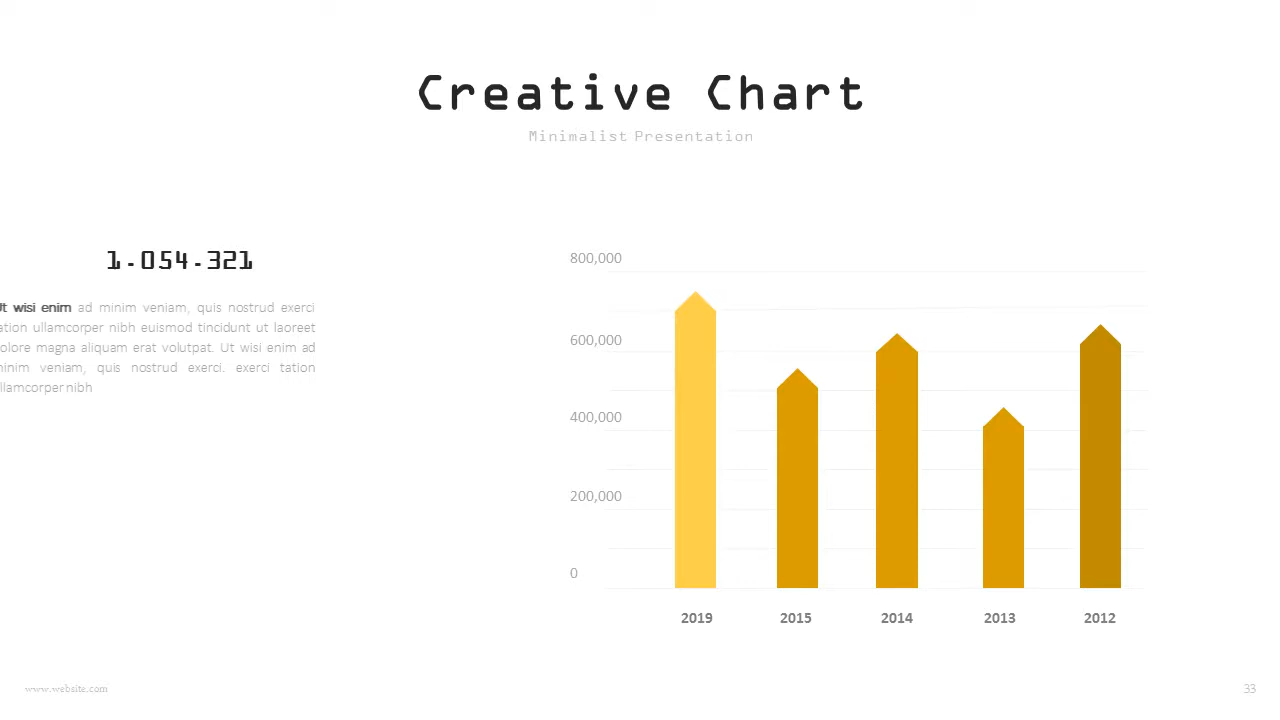 Creative Chart
Minimalist Presentation
1.054.321
Ut wisi enim ad minim veniam, quis nostrud exerci
tation ullamcorper nibh euismod tincidunt ut laoreet
dolore magna aliquam erat volutpat. Ut wisi enim ad
minim veniam, quis nostrud exerci. exerci tation
ullamcorper nibh
800,000
600,000
400,000
200,000
0
2019 2015 2014 2013 2012
www.website.com
33